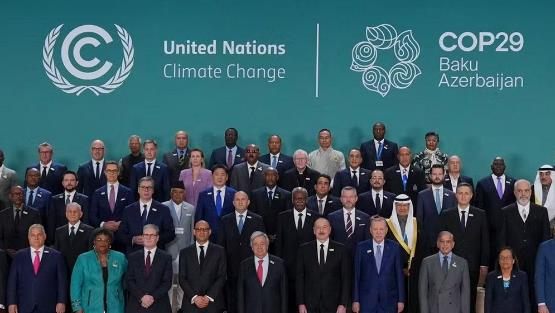 United Nations
Climate Change
COP29
Baku
Azerbaijan